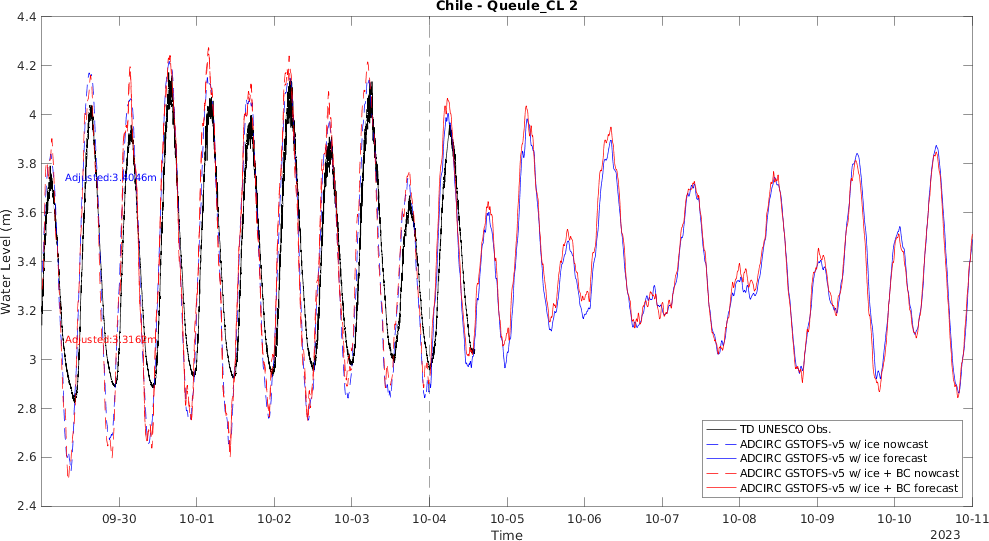 Chile - Queule_CL 2
4.4
4.2
4
3.8
3.6
3.4
3.2
3
2.8
2.6
2.4
Water Level (m)
Adjusted:3.4046m
Adjusted:3.3162m
TD UNESCO Obs.
ADCIRC GSTOFS-v5 w/ ice nowcast
ADCIRC GSTOFS-v5 w/ ice forecast
ADCIRC GSTOFS-v5 w/ ice + BC nowcast
ADCIRC GSTOFS-v5 w/ ice + BC forecast
09-30 10-01 10-02 10-03 10-04 10-05 10-06 10-07 10-08 10-09 10-10 10-11
Time
2023